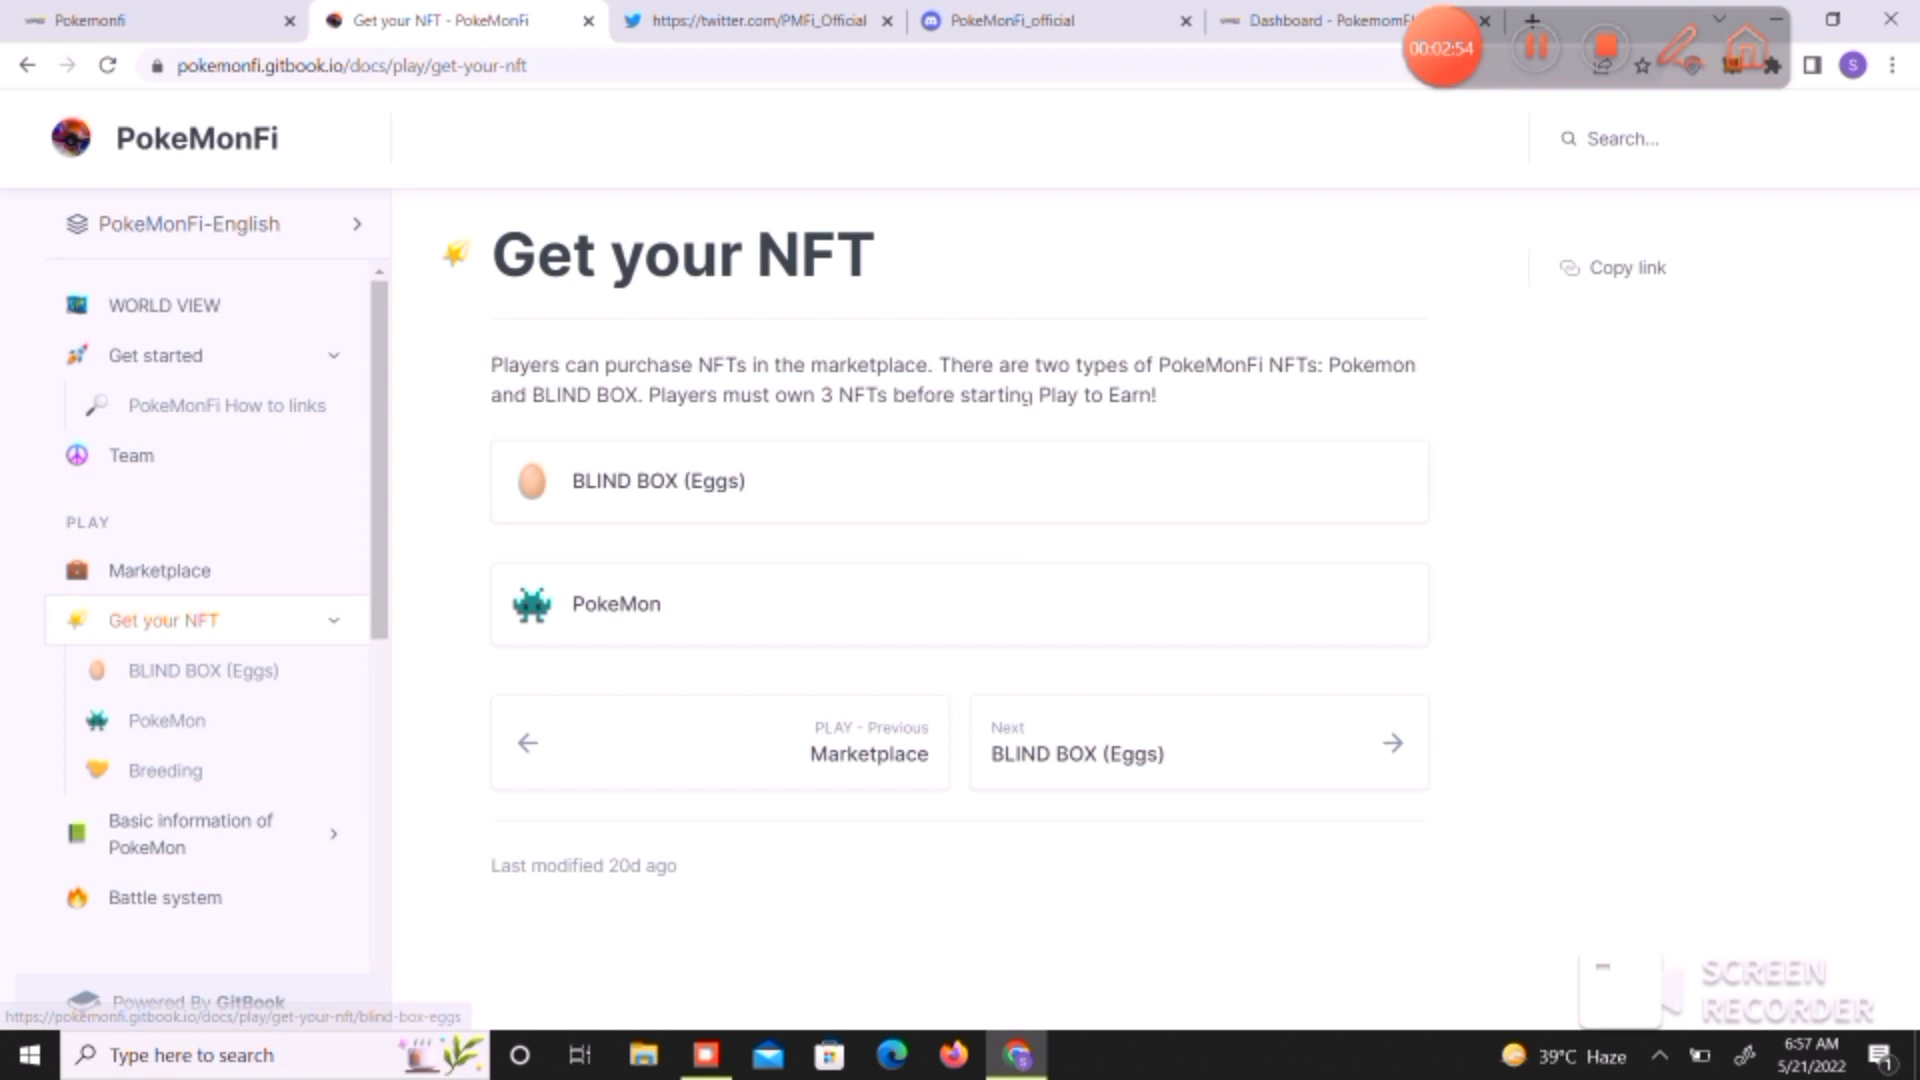 Pokemonfi
Get your NFT - PokeMonFi
https://twitter.com/PMFi_Official
PokeMonFi_official
Dashboard - PokemomF
00:02:54
pokemonfi.gitbook.io/docs/play/get-your-nft
S
PokeMonFi
Search...
PokeMonFi-English
WORLD VIEW
Get started
PokeMonFi How to links
Team
PLAY
Marketplace
Get your NFT
BLIND BOX (Eggs)
PokeMon
Breeding
Basic information of
PokeMon
Battle system
Powered By GitBook
https://pokemonfi.gitbook.io/docs/play/get-your-nft/blind-box-eggs
Get your NFT
Copy link
Players can purchase NFTs in the marketplace. There are two types of PokeMonFi NFTs: Pokemon
and BLIND BOX. Players must own 3 NFTs before starting Play to Earn!
BLIND BOX (Eggs)
PokeMon
PLAY - Previous
Marketplace
Next
BLIND BOX (Eggs)
Last modified 20d ago
SCREEN
RECORDER
Type here to search
39°C Haze
6:57 AM
5/21/2022
1